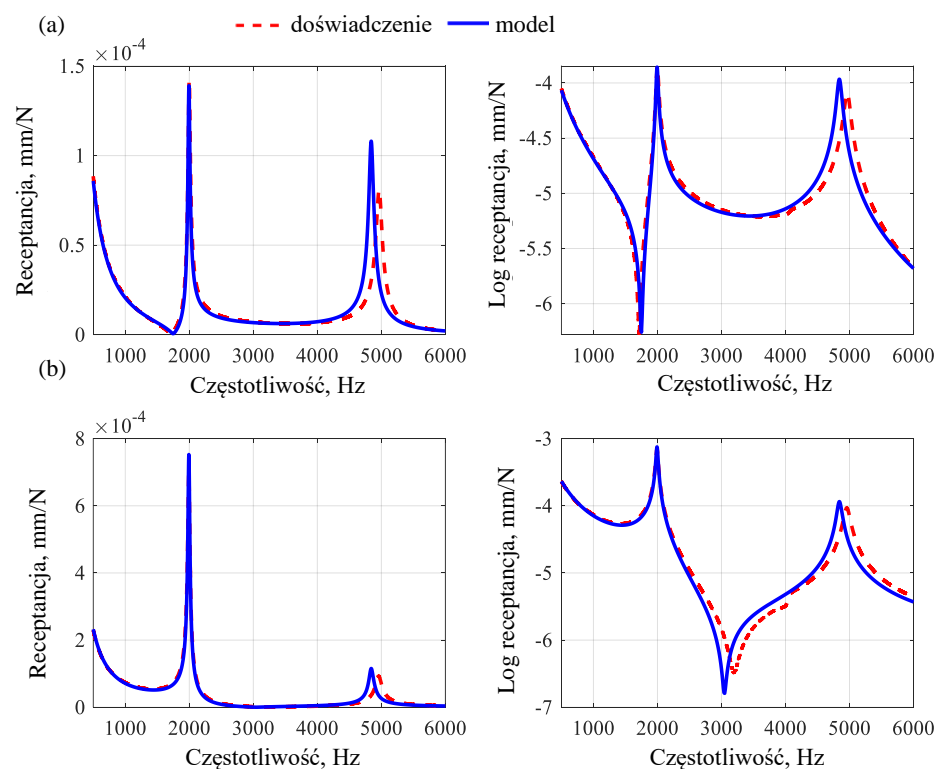 (a)
doświadczenie model
×10⁻⁴
Receptancja, mm/N
1.5
1
0.5
0
1000 2000 3000 4000 5000 6000
Częstotliwość, Hz
Log receptancja, mm/N
-4
-4.5
-5
-5.5
-6
1000 2000 3000 4000 5000 6000
Częstotliwość, Hz
(b)
×10⁻⁴
Receptancja, mm/N
8
6
4
2
0
1000 2000 3000 4000 5000 6000
Częstotliwość, Hz
Log receptancja, mm/N
-3
-4
-5
-6
-7
1000 2000 3000 4000 5000 6000
Częstotliwość, Hz